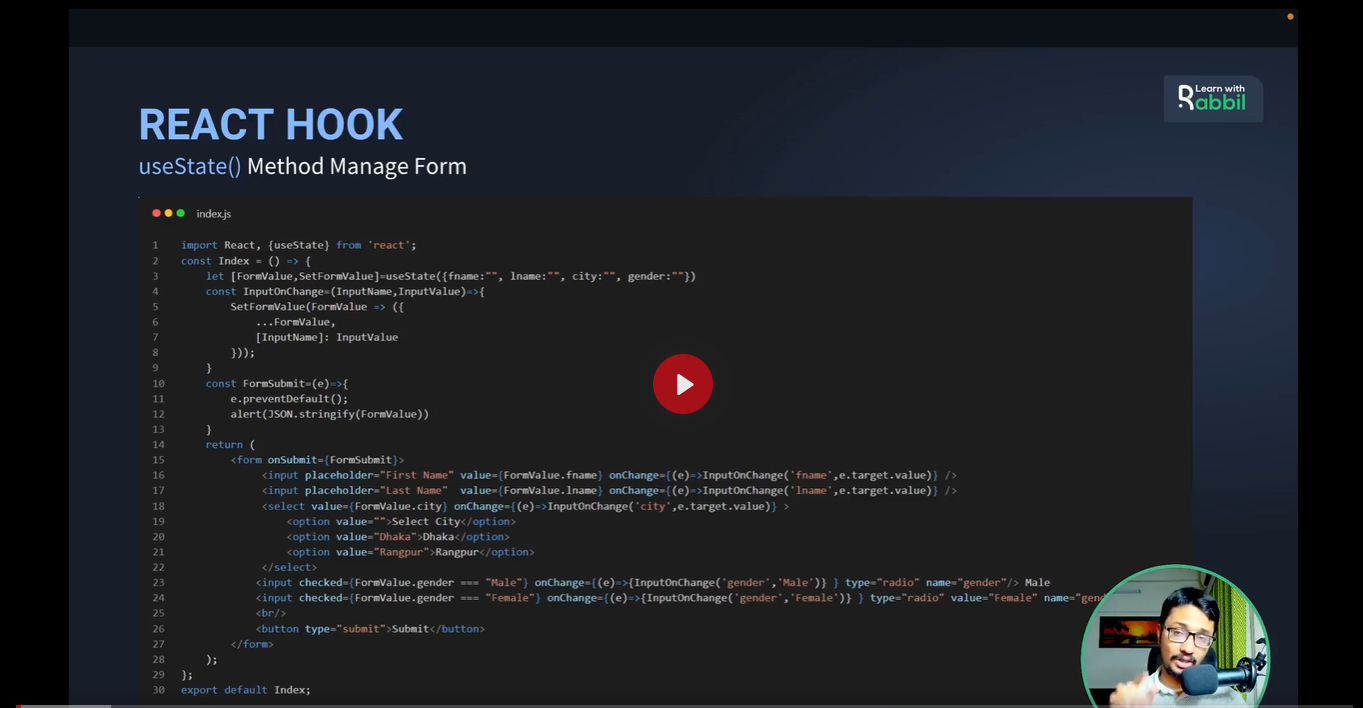 Learn with
Rabbil
REACT HOOK
useState() Method Manage Form
index.js
1 import React, {useState} from 'react';
2 const Index = () => {
3 let [FormValue,SetFormValue]=useState({fname:"", lname:"", city:"", gender:""})
4 const InputOnChange=(InputName,InputValue)=>{
5 SetFormValue(FormValue => ({
6 ...FormValue,
7 [InputName]: InputValue
8 }));
9 }
10 const FormSubmit=(e)=>{
11 e.preventDefault();
12 alert(JSON.stringify(FormValue))
13 }
14 return (
15 <form onSubmit={FormSubmit}>
16 <input placeholder="First Name" value={FormValue.fname} onChange={(e)=>InputOnChange('fname',e.target.value)} />
17 <input placeholder="Last Name" value={FormValue.lname} onChange={(e)=>InputOnChange('lname',e.target.value)} />
18 <select value={FormValue.city} onChange={(e)=>InputOnChange('city',e.target.value)} >
19 <option value="">Select City</option>
20 <option value="Dhaka">Dhaka</option>
21 <option value="Rangpur">Rangpur</option>
22 </select>
23 <input checked={FormValue.gender === "Male"} onChange={(e)=>{InputOnChange('gender','Male')} } type="radio" name="gender"/> Male
24 <input checked={FormValue.gender === "Female"} onChange={(e)=>{InputOnChange('gender','Female')} } type="radio" value="Female" name="gend
25 <br/>
26 <button type="submit">Submit</button>
27 </form>
28 );
29 };
30 export default Index;